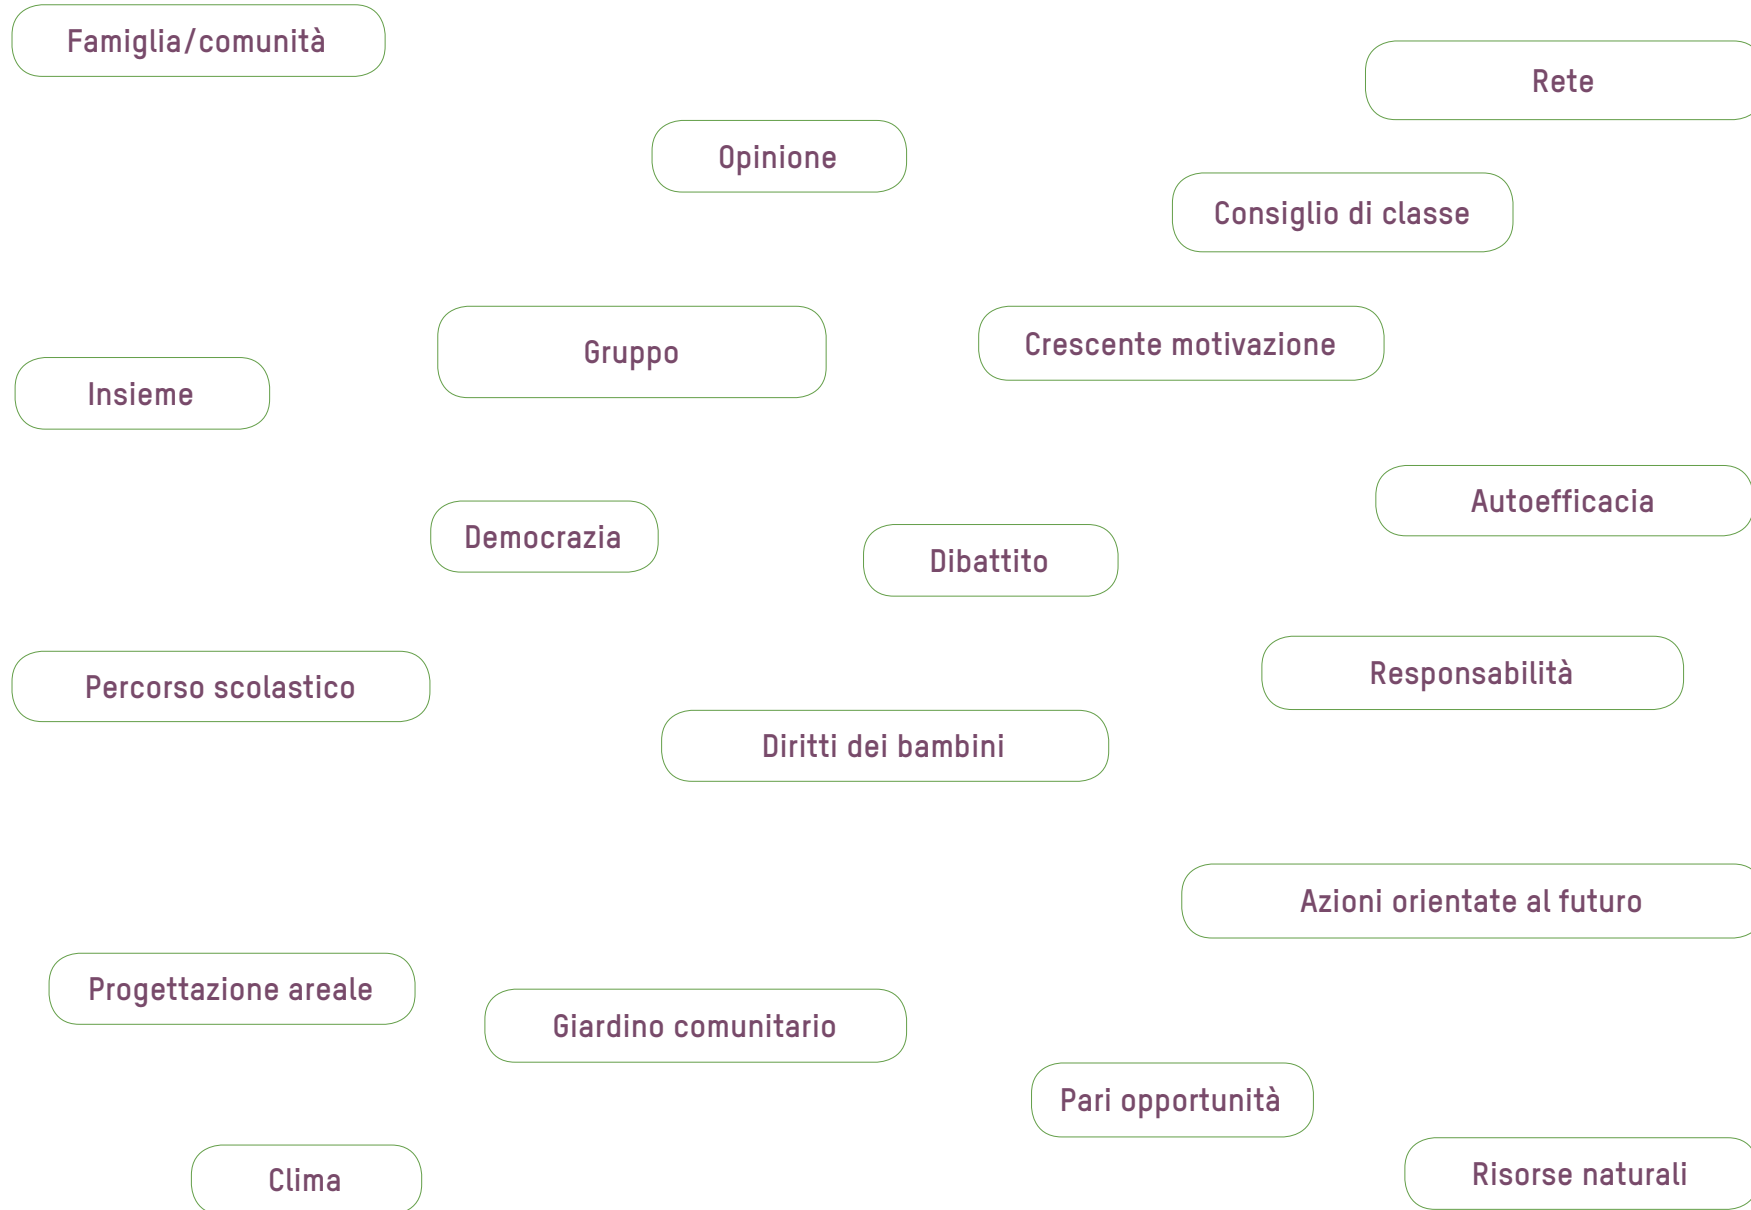 Famiglia/comunità
Rete
Opinione
Consiglio di classe
Crescente motivazione
Gruppo
Insieme
Autoefficacia
Democrazia
Dibattito
Responsabilità
Percorso scolastico
Diritti dei bambini
Azioni orientate al futuro
Progettazione areale
Giardino comunitario
Pari opportunità
Risorse naturali
Clima